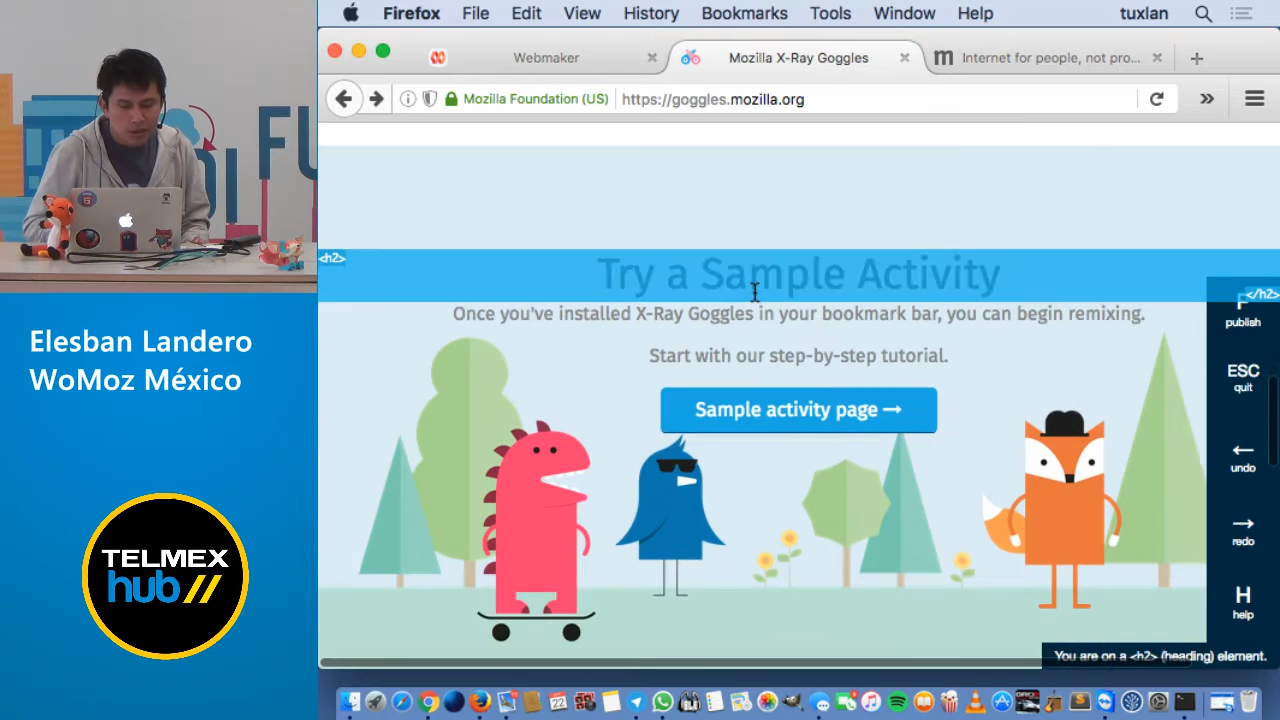 Firefox File Edit View History Bookmarks Tools Window Help tuxlan
Webmaker
Mozilla X-Ray Goggles
Internet for people, not pro...
Mozilla Foundation (US)
https://goggles.mozilla.org
FU
<h2>
Try a Sample Activity
</h2>
Once you've installed X-Ray Goggles in your bookmark bar, you can begin remixing.
Start with our step-by-step tutorial.
Sample activity page →
publish
ESC
quit
←
undo
→
redo
H
help
You are on a <h2> (heading) element.
Elesban Landero
WoMoz México
TELMEX
hub//
22